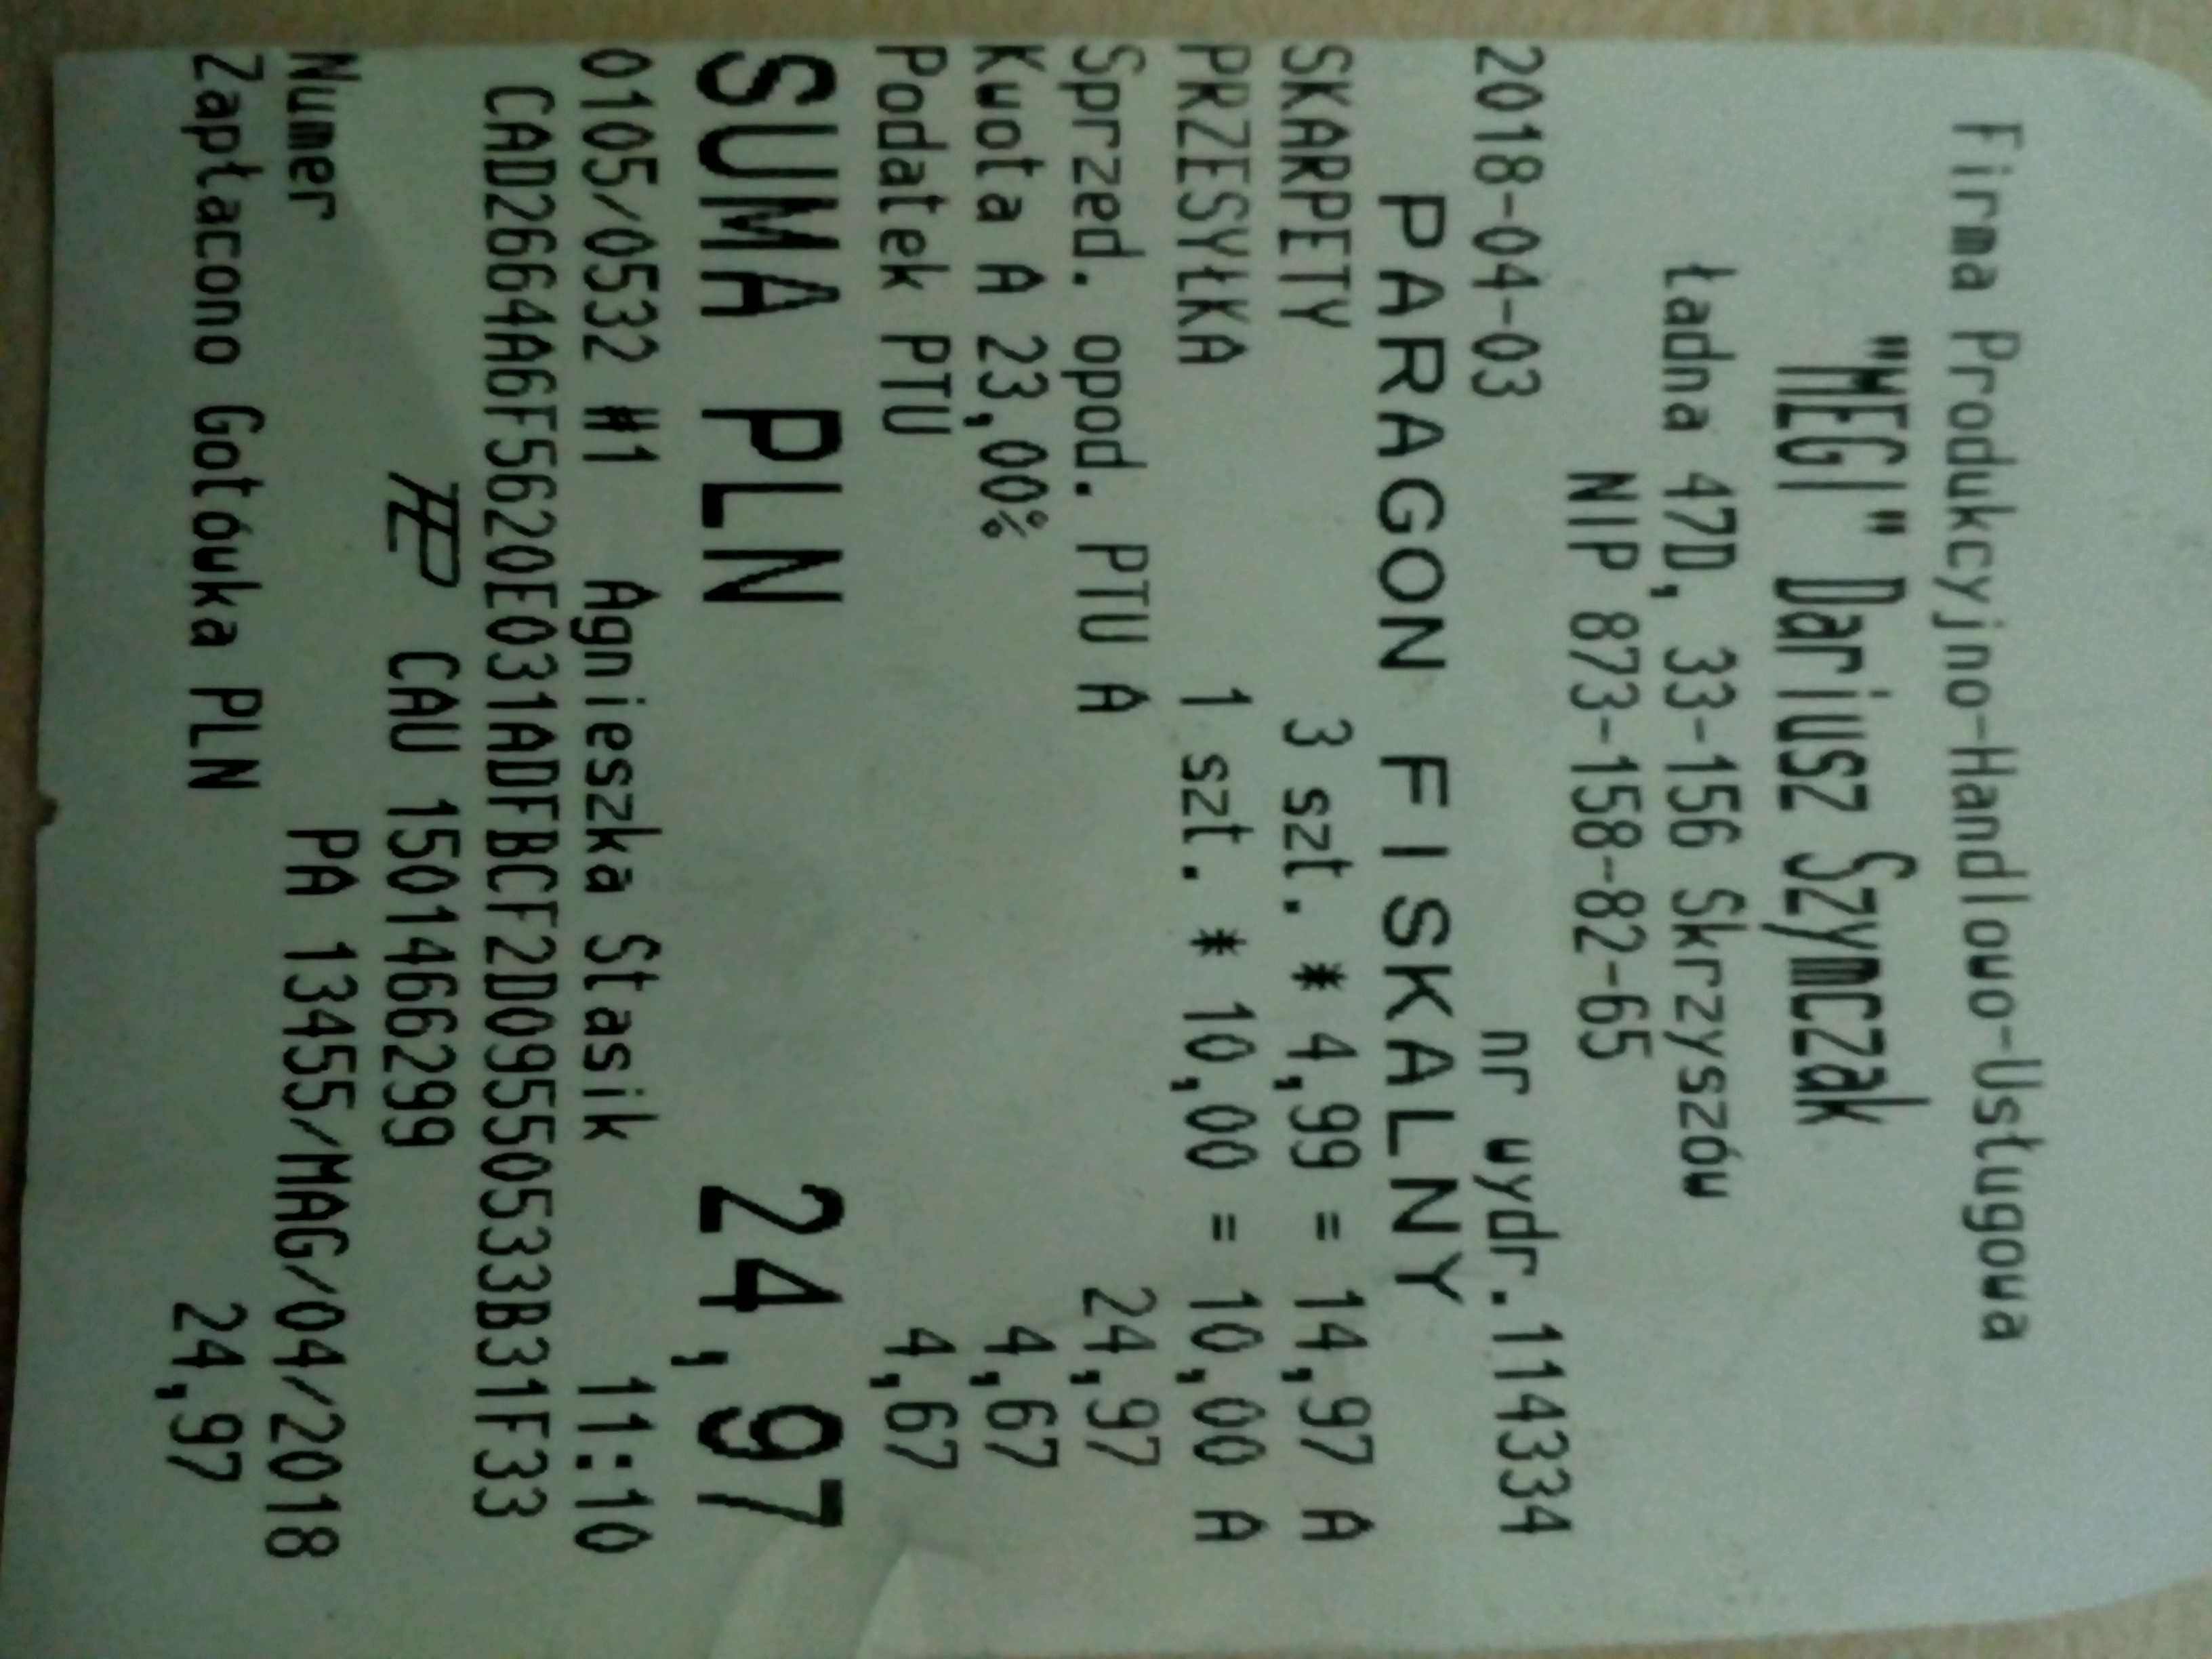 Firma Produkcyjno-Handlowo-Usługowa
"MEGI" Dariusz Szymczak
Ładna 47D, 33-156 Skrzyszów
NIP 873-158-82-65
2018-04-03 nr wydr.114334
PARAGON FISKALNY
SKARPETY 3 szt. * 4,99 = 14,97 A
PRZESYŁKA 1 szt. * 10,00 = 10,00 A
Sprzed. opod. PTU A 24,97
Kwota A 23,00% 4,67
Podatek PTU 4,67
SUMA PLN 24,97
0105/0532 #1 Agnieszka Stasik 11:10
CAD2664A6F5620E031ADFBCF2D09550533B31F33
CAU 1501466299
Numer PA 13455/MAG/04/2018
Zapłacono Gotówka PLN 24,97